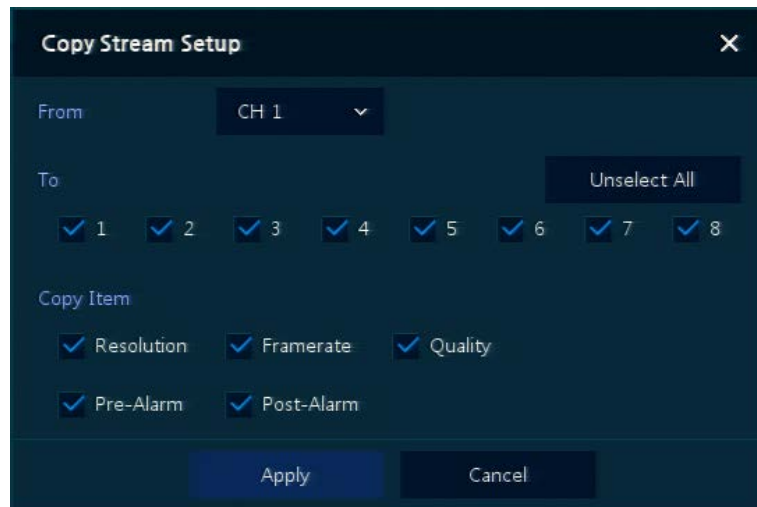 Copy Stream Setup
From CH 1
To Unselect All
1 2 3 4 5 6 7 8
Copy Item
Resolution Framerate Quality
Pre-Alarm Post-Alarm
Apply Cancel